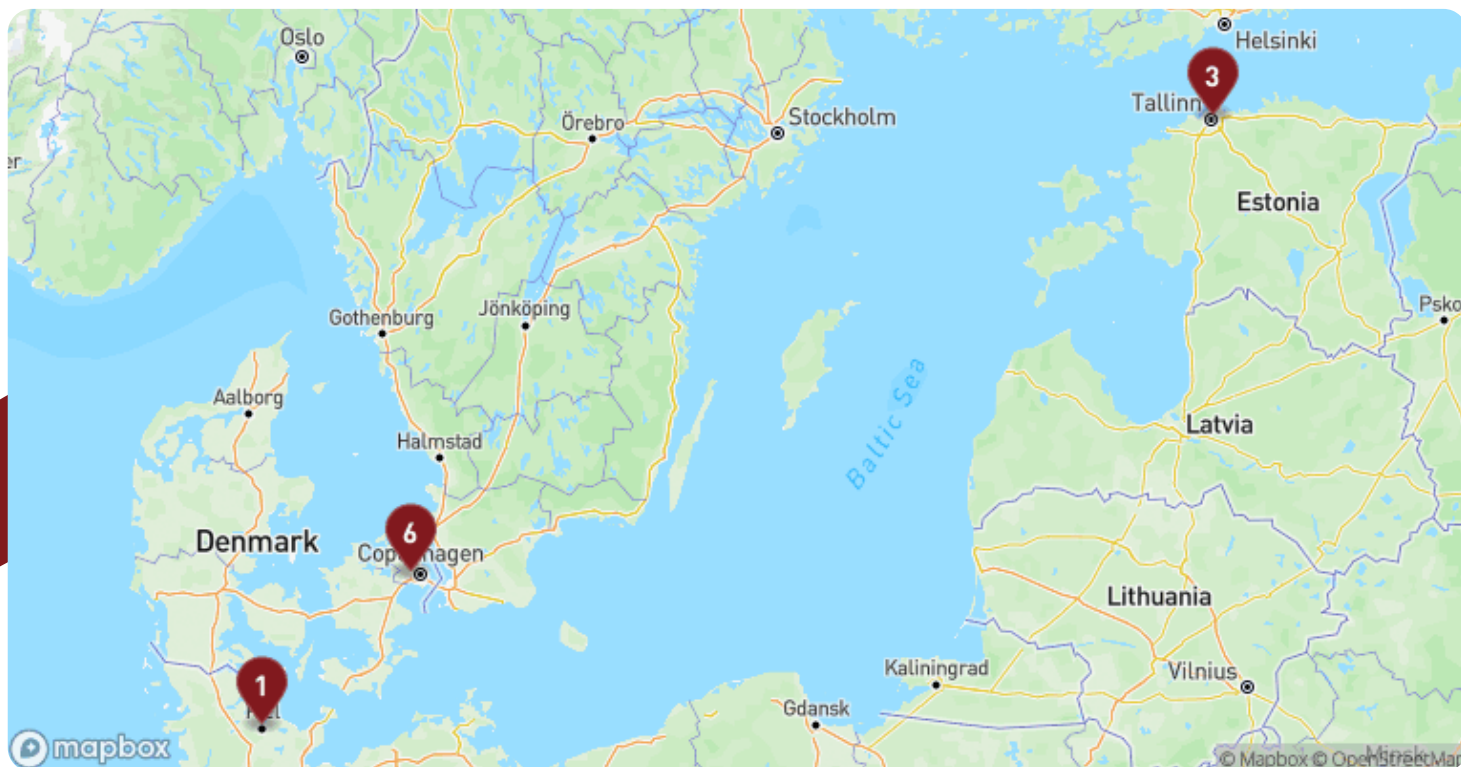 Oslo
Helsinki
3
Tallinn
Stockholm
Örebro
Estonia
Gothenburg
Jönköping
Aalborg
Baltic Sea
Latvia
Halmstad
6
Denmark
Copenhagen
Lithuania
Kaliningrad
Vilnius
1
Gdansk
mapbox
© Mapbox © OpenStreetMap